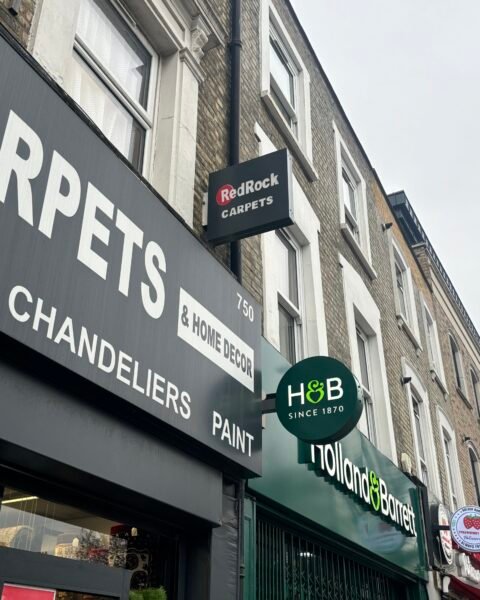 RPETS
& HOME DECOR
750
CHANDELIERS PAINT
RedRock
CARPETS
H&B
SINCE 1870
Holland & Barrett